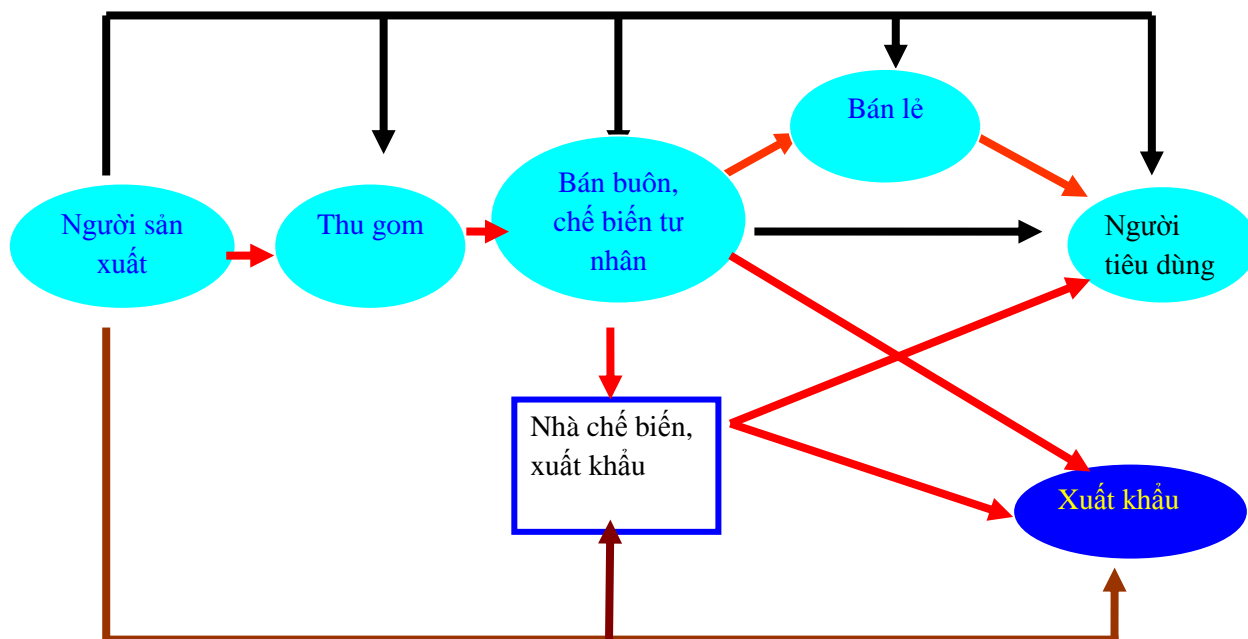 Bán lẻ
Người sản
xuất
Thu gom
Bán buôn,
chế biến tư
nhân
Người
tiêu dùng
Nhà chế biến,
xuất khẩu
Xuất khẩu